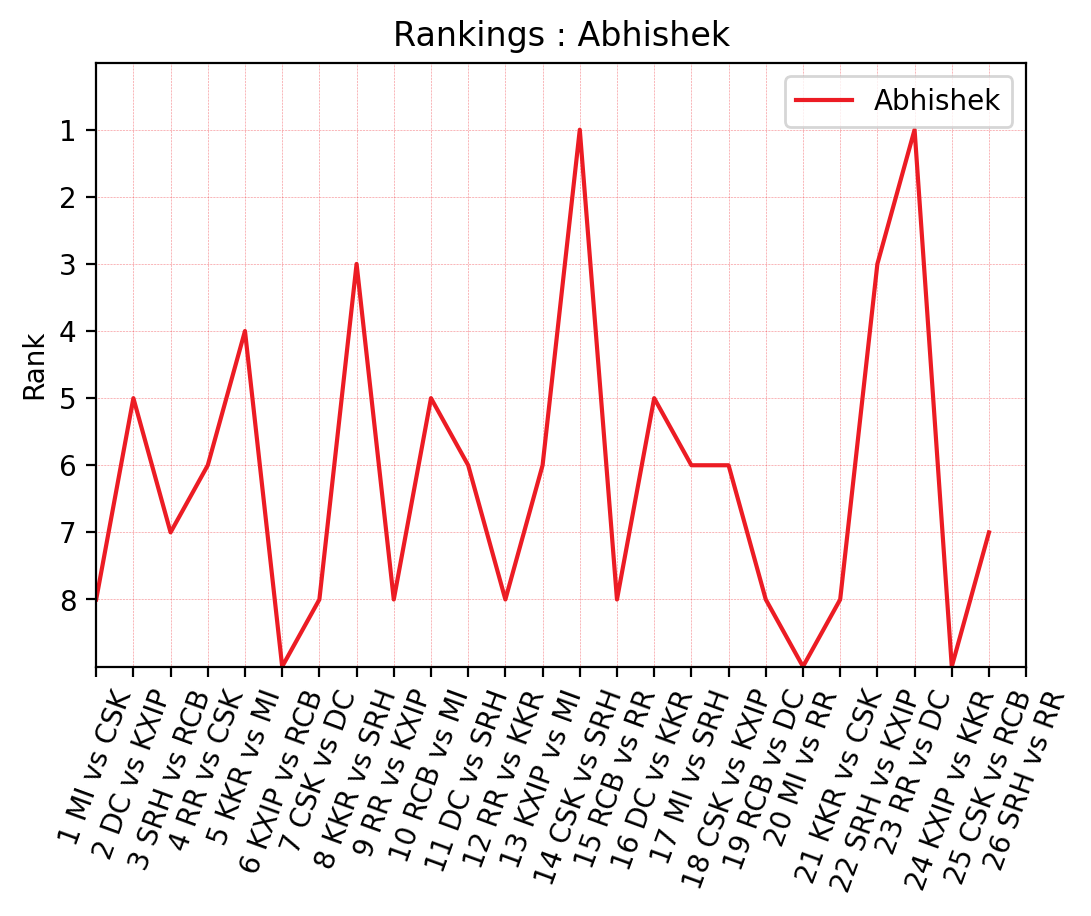 Rankings : Abhishek
Abhishek
Rank
1
2
3
4
5
6
7
8
1 MI vs CSK
2 DC vs KXIP
3 SRH vs RCB
4 RR vs CSK
5 KKR vs MI
6 KXIP vs RCB
7 CSK vs DC
8 KKR vs SRH
9 RR vs KXIP
10 RCB vs MI
11 DC vs SRH
12 RR vs KKR
13 KXIP vs MI
14 CSK vs SRH
15 RCB vs RR
16 DC vs KKR
17 MI vs SRH
18 CSK vs KXIP
19 RCB vs DC
20 MI vs RR
21 KKR vs CSK
22 SRH vs KXIP
23 RR vs DC
24 KXIP vs KKR
25 CSK vs RCB
26 SRH vs RR